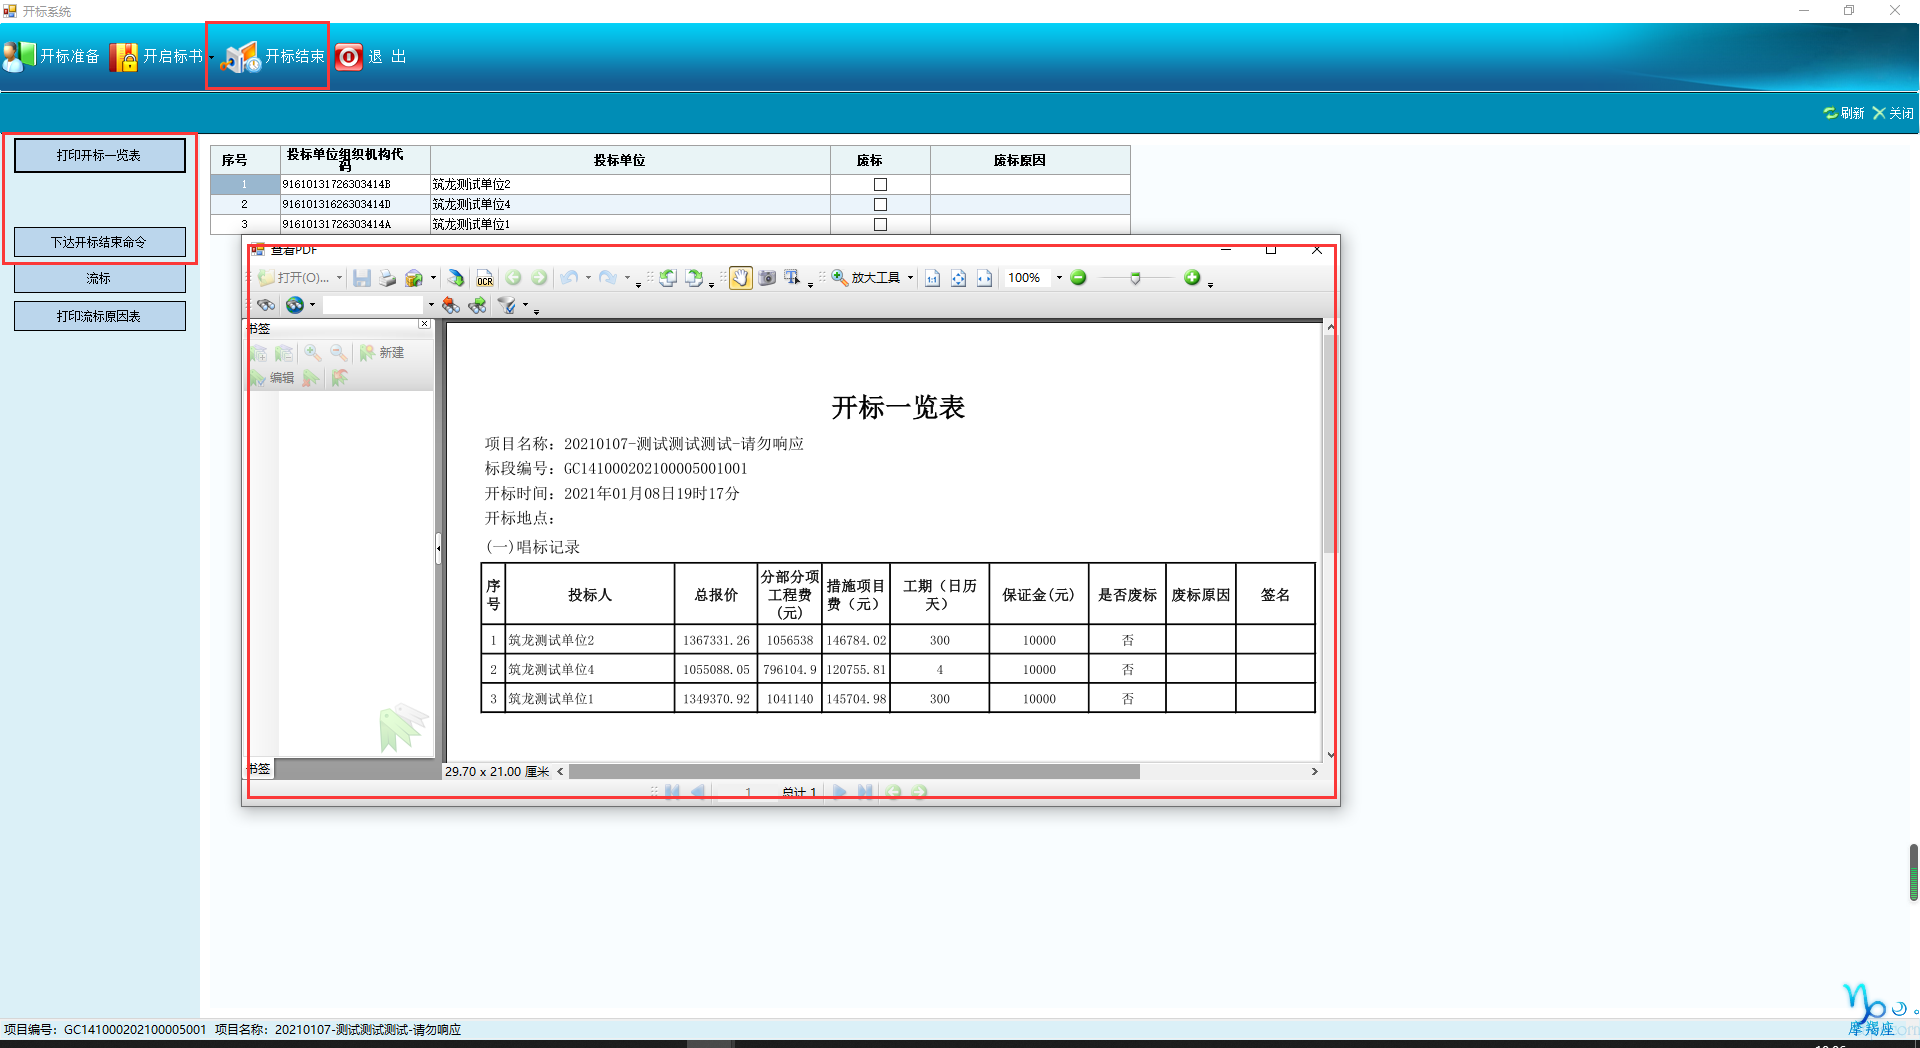 开标系统
开标准备 开启标书 开标结束 退 出
刷新 关闭
打印开标一览表
下达开标结束命令
流标
打印流标原因表
序号 投标单位组织机构代码 投标单位 废标 废标原因
1 91610131726303414B 筑龙测试单位2
2 91610131626303414D 筑龙测试单位4
3 91610131726303414A 筑龙测试单位1
查看PDF
打开(O)... OCR 放大工具 1:1 100%
书签
新建
编辑
书签
开标一览表
项目名称：20210107-测试测试测试-请勿响应
标段编号：GC141000202100005001001
开标时间：2021年01月08日19时17分
开标地点：
(一)唱标记录
序号 投标人 总报价 分部分项工程费(元) 措施项目费（元） 工期（日历天） 保证金(元) 是否废标 废标原因 签名
1 筑龙测试单位2 1367331.26 1056538 146784.02 300 10000 否
2 筑龙测试单位4 1055088.05 796104.9 120755.81 4 10000 否
3 筑龙测试单位1 1349370.92 1041140 145704.98 300 10000 否
29.70 x 21.00 厘米
1 总计 1
摩羯座
项目编号：GC141000202100005001 项目名称：20210107-测试测试测试-请勿响应